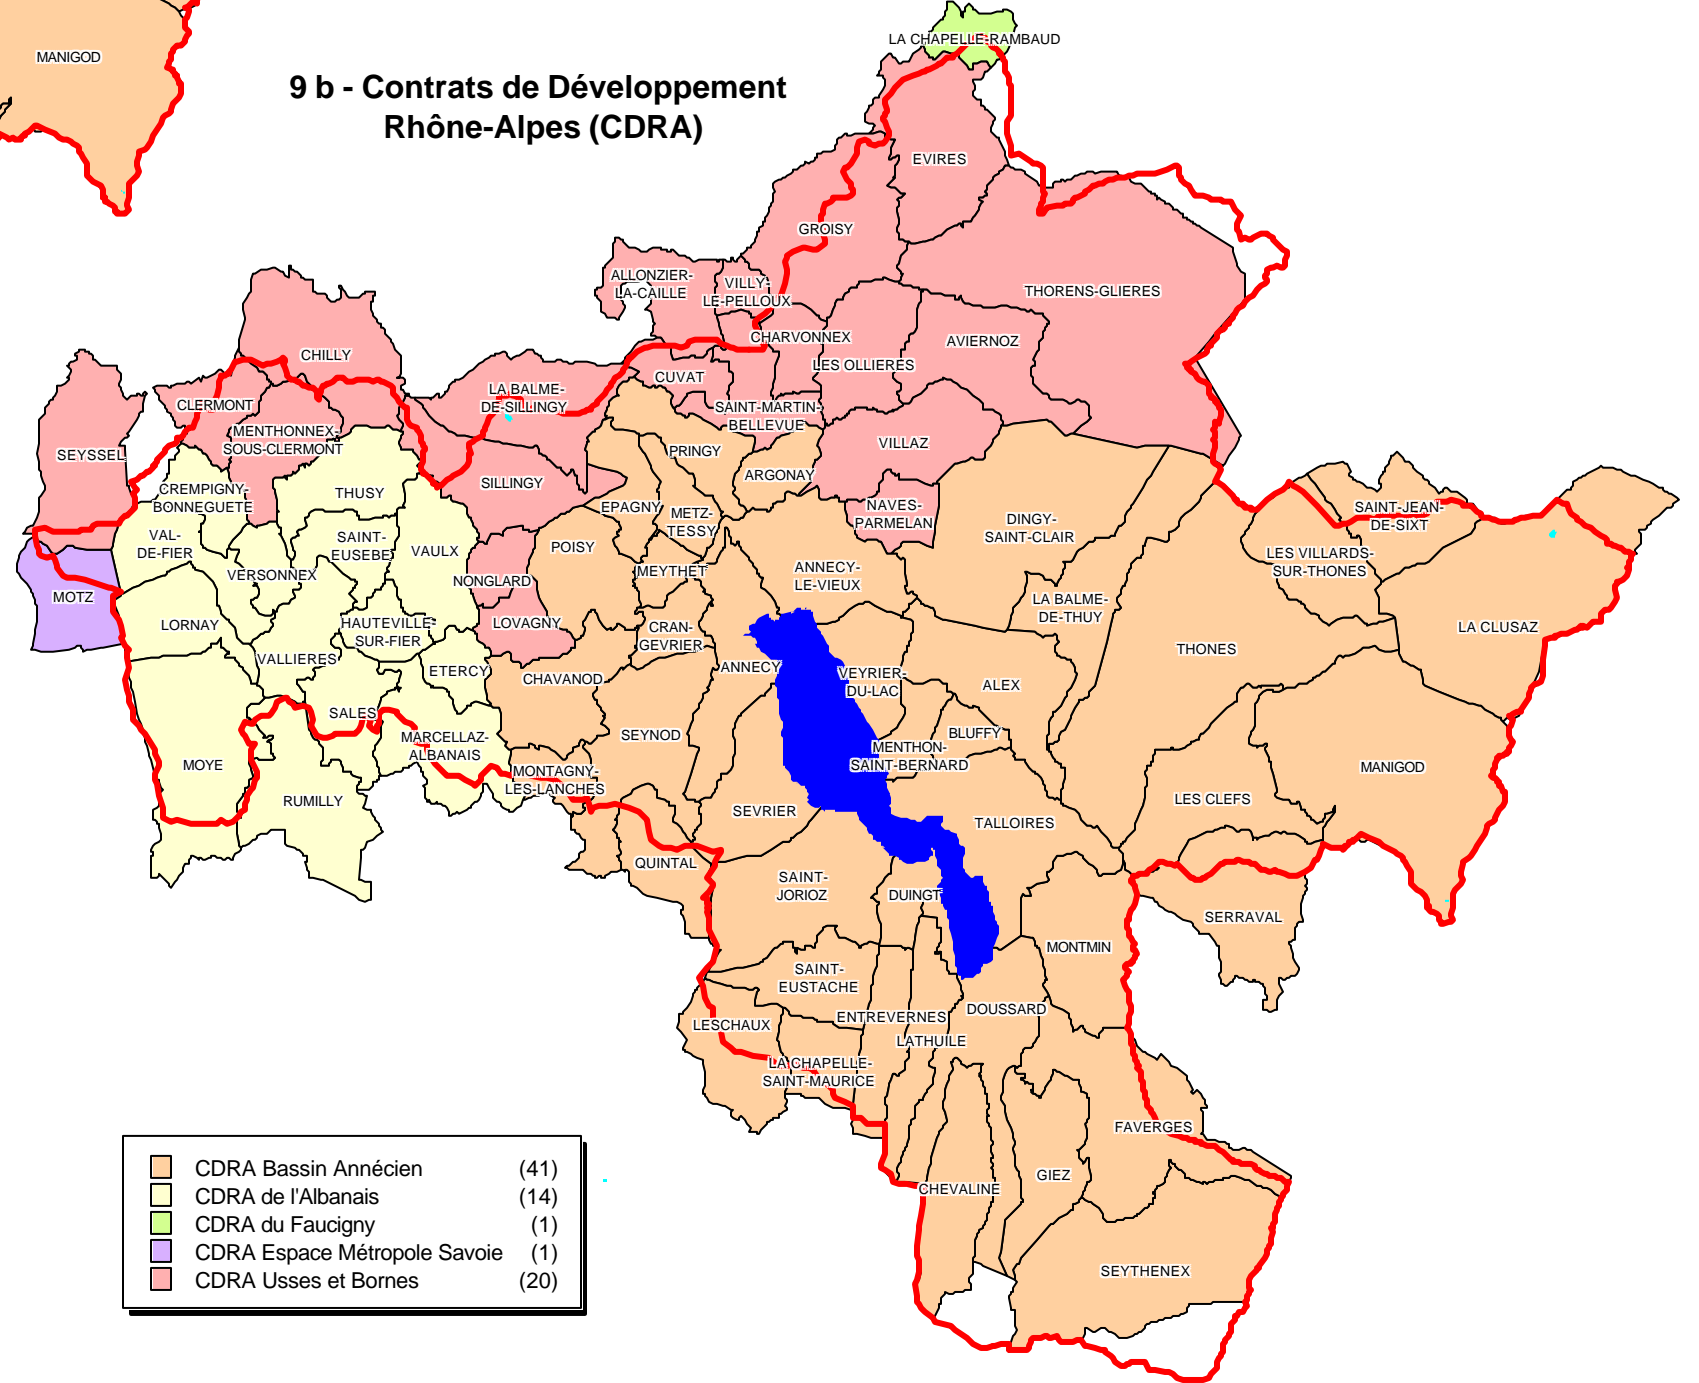 MANIGOD
9 b - Contrats de Développement
Rhône-Alpes (CDRA)
LA CHAPELLE-RAMBAUD
EVIRES
GROISY
ALLONZIER-
LA-CAILLE
VILLY-
LE-PELLOUX
THORENS-GLIERES
CHARVONNEX
AVIERNOZ
CHILLY
LES OLLIERES
CUVAT
LA BALME-
DE-SILLINGY
CLERMONT
SAINT-MARTIN-
BELLEVUE
MENTHONNEX-
SOUS-CLERMONT
VILLAZ
SEYSSEL
PRINGY
ARGONAY
SILLINGY
CREMPIGNY-
BONNEGUETE
THUSY
EPAGNY
METZ-
TESSY
NAVES-
PARMELAN
DINGY-
SAINT-CLAIR
SAINT-JEAN-
DE-SIXT
VAL-
DE-FIER
SAINT-
EUSEBE
VAULX
POISY
LES VILLARDS-
SUR-THONES
VERSONNEX
NONGLARD
MEYTHET
ANNECY-
LE-VIEUX
MOTZ
LA BALME-
DE-THUY
LORNAY
HAUTEVILLE-
SUR-FIER
LOVAGNY
CRAN-
GEVRIER
LA CLUSAZ
THONES
VALLIERES
ETERCY
CHAVANOD
ANNECY
VEYRIER-
DU-LAC
ALEX
SALES
SEYNOD
BLUFFY
MARCELLAZ-
ALBANAIS
MENTHON-
SAINT-BERNARD
MOYE
MONTAGNY-
LES-LANCHES
MANIGOD
RUMILLY
SEVRIER
LES CLEFS
TALLOIRES
QUINTAL
SAINT-
JORIOZ
DUINGT
SERRAVAL
MONTMIN
SAINT-
EUSTACHE
LESCHAUX
ENTREVERNES
DOUSSARD
LATHUILE
LA CHAPELLE-
SAINT-MAURICE
FAVERGES
GIEZ
CHEVALINE
SEYTHENEX
CDRA Bassin Annécien (41)
CDRA de l'Albanais (14)
CDRA du Faucigny (1)
CDRA Espace Métropole Savoie (1)
CDRA Usses et Bornes (20)